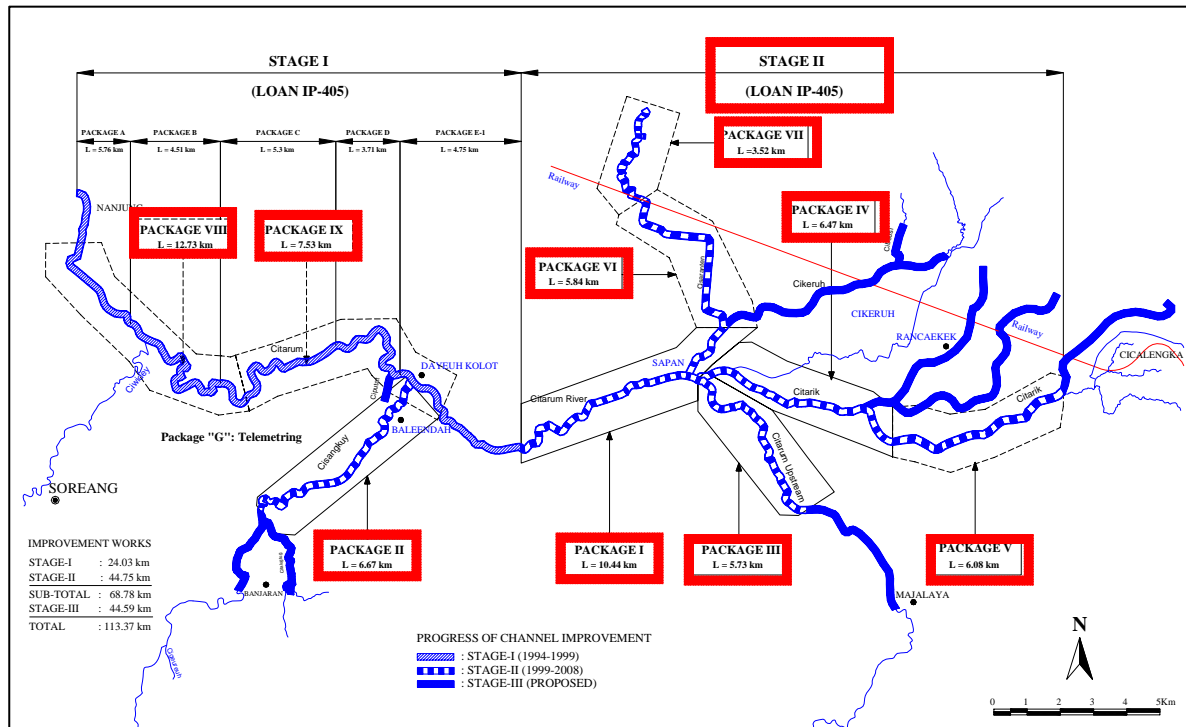 STAGE I
(LOAN IP-405)
STAGE II
(LOAN IP-405)
PACKAGE A
L = 5.76 km
PACKAGE B
L = 4.51 km
PACKAGE C
L = 5.3 km
PACKAGE D
L = 3.71 km
PACKAGE E-1
L = 4.75 km
PACKAGE VII
L =3.52 km
Railway
NANJUNG
PACKAGE VIII
L = 12.73 km
PACKAGE IX
L = 7.53 km
PACKAGE IV
L = 6.47 km
PACKAGE VI
L = 5.84 km
Cikeruh
CIKERUH
RANCAEKEK
Railway
CICALENGKA
Citarum
Ciwidey
DAYEUH KOLOT
SAPAN
Citarum River
Citarik
Citarik
BALEENDAH
Package "G": Telemetring
Cisangkuy
Citarum Upstream
SOREANG
PACKAGE II
L = 6.67 km
PACKAGE I
L = 10.44 km
PACKAGE III
L = 5.73 km
PACKAGE V
L = 6.08 km
IMPROVEMENT WORKS
STAGE-I : 24.03 km
STAGE-II : 44.75 km
SUB-TOTAL : 68.78 km
STAGE-III : 44.59 km
TOTAL : 113.37 km
BANJARAN
MAJALAYA
PROGRESS OF CHANNEL IMPROVEMENT
: STAGE-I (1994-1999)
: STAGE-II (1999-2008)
: STAGE-III (PROPOSED)
N
0 1 2 3 4 5Km